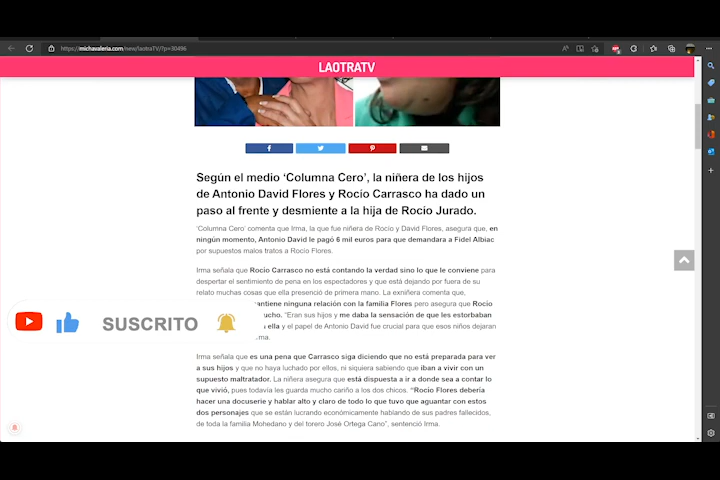 https://michavaleria.com/new/laotraTV/?p=30496
LAOTRATV
Según el medio ‘Columna Cero’, la niñera de los hijos
de Antonio David Flores y Rocío Carrasco ha dado un
paso al frente y desmiente a la hija de Rocío Jurado.
‘Columna Cero’ comenta que Irma, la que fue niñera de Rocío y David Flores, asegura que, en
ningún momento, Antonio David le pagó 6 mil euros para que demandara a Fidel Albiac
por supuestos malos tratos a Rocío Flores.
Irma señala que Rocío Carrasco no está contando la verdad sino lo que le conviene para
despertar el sentimiento de pena en los espectadores y que está dejando por fuera de su
relato muchas cosas que ella presenció de primera mano. La exniñera comenta que,
antiene ninguna relación con la familia Flores pero asegura que Rocío
ucho. “Eran sus hijos y me daba la sensación de que les estorbaban
a ella y el papel de Antonio David fue crucial para que esos niños dejaran
ma.
SUSCRITO
Irma señala que es una pena que Carrasco siga diciendo que no está preparada para ver
a sus hijos y que no haya luchado por ellos, ni siquiera sabiendo que iban a vivir con un
supuesto maltratador. La niñera asegura que está dispuesta a ir a donde sea a contar lo
que vivió, pues todavía les guarda mucho cariño a los dos chicos. “Rocío Flores debería
hacer una docuserie y hablar alto y claro de todo lo que tuvo que aguantar con estos
dos personajes que se están lucrando económicamente hablando de sus padres fallecidos,
de toda la familia Mohedano y del torero José Ortega Cano”, sentenció Irma.